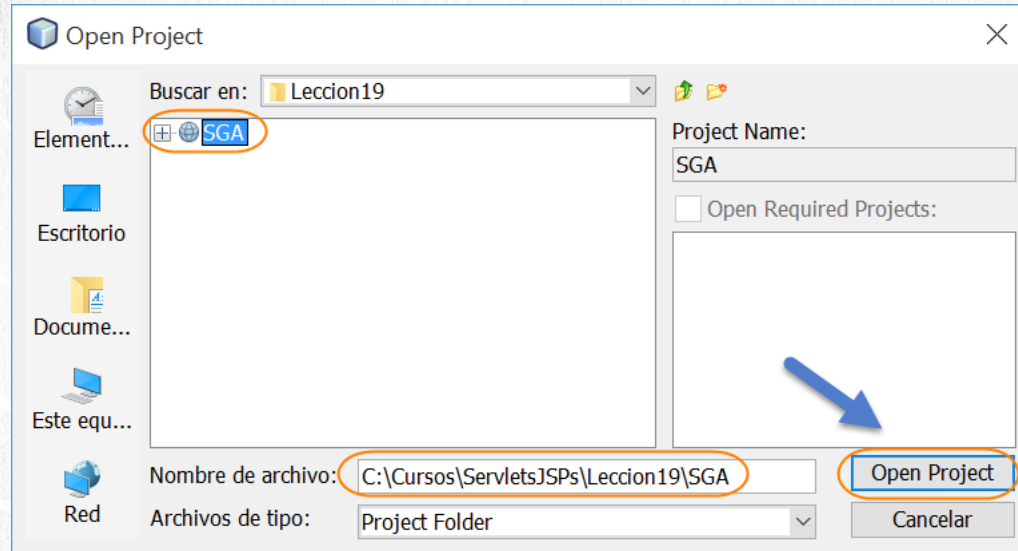 Open Project
Buscar en: Leccion19
Element...
Escritorio
Docume...
Este equ...
Red
SGA
Project Name:
SGA
Open Required Projects:
Nombre de archivo: C:\Cursos\ServletsJSPs\Leccion19\SGA
Open Project
Archivos de tipo: Project Folder
Cancelar